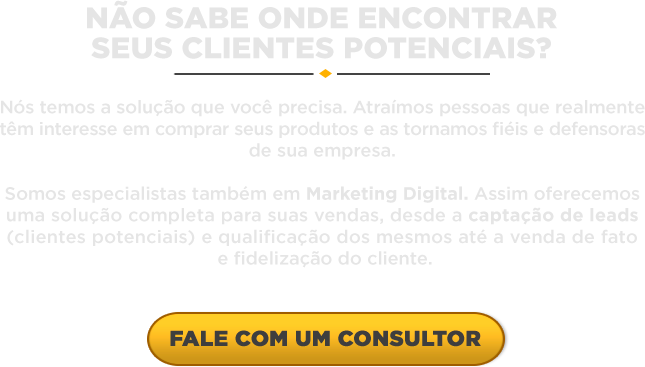 NÃO SABE ONDE ENCONTRAR
SEUS CLIENTES POTENCIAIS?
Nós temos a solução que você precisa. Atraímos pessoas que realmente
têm interesse em comprar seus produtos e as tornamos fiéis e defensoras
de sua empresa.
Somos especialistas também em Marketing Digital. Assim oferecemos
uma solução completa para suas vendas, desde a captação de leads
(clientes potenciais) e qualificação dos mesmos até a venda de fato
e fidelização do cliente.
FALE COM UM CONSULTOR